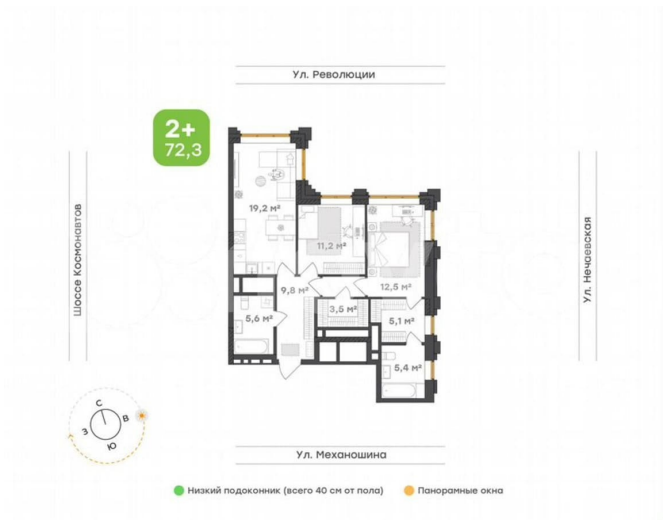 Ул. Революции
2+
72,3
Шоссе Космонавтов
Ул. Нечаевская
19,2 м²
11,2 м²
12,5 м²
9,8 м²
3,5 м²
5,6 м²
5,1 м²
5,4 м²
С
В
З
Ю
Ул. Механошина
Низкий подоконник (всего 40 см от пола)
Панорамные окна